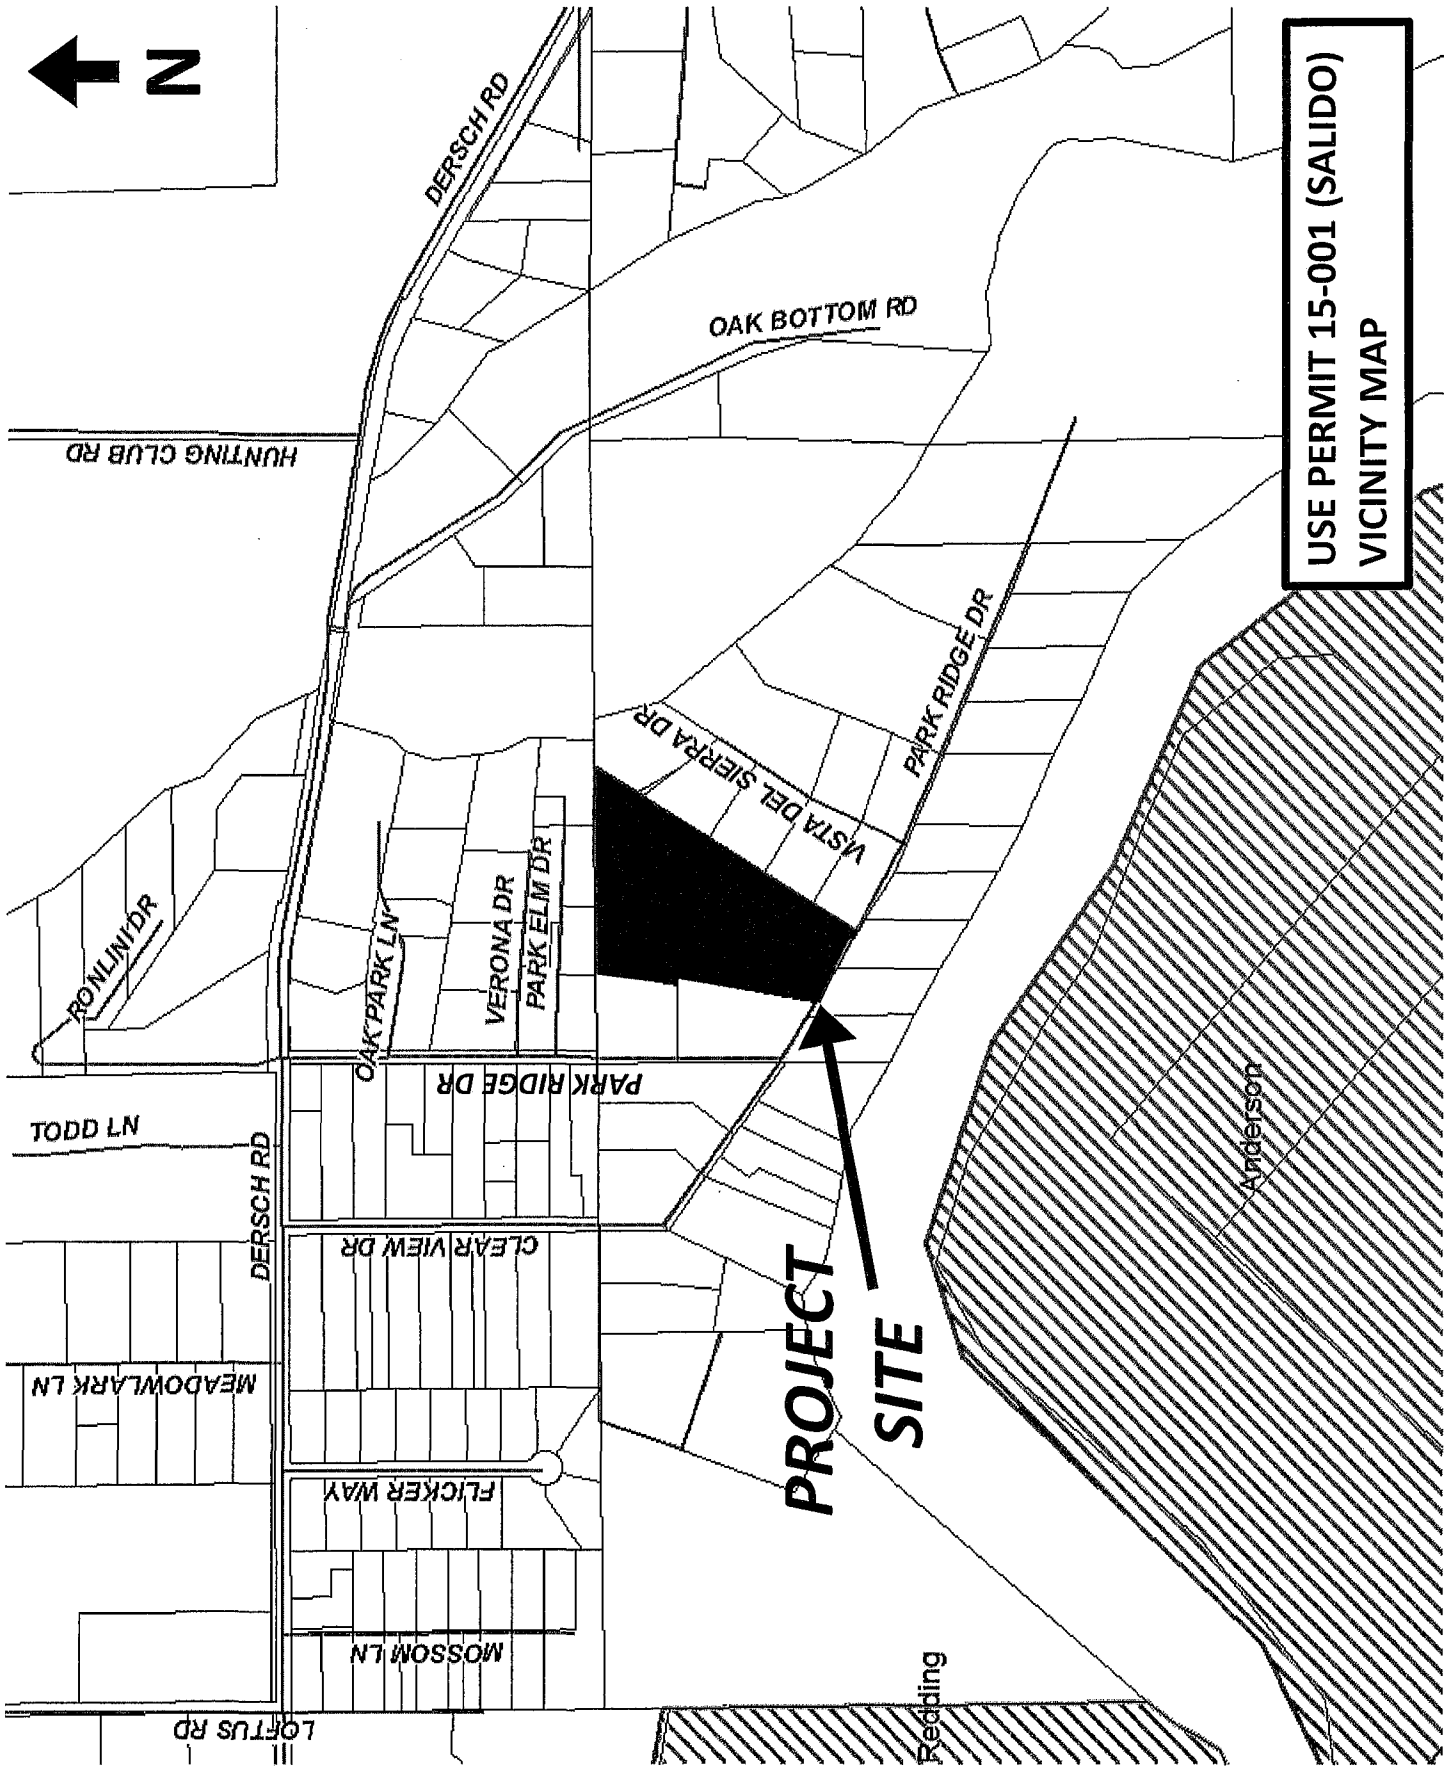 N
DERSCH RD
HUNTING CLUB RD
OAK BOTTOM RD
RONLINI DR
TODD LN
DERSCH RD
OAK PARK LN
VERONA DR
PARK ELM DR
PARK RIDGE DR
VISTA DEL SIERRA DR
PARK RIDGE DR
CLEAR VIEW DR
MEADOWLARK LN
FLICKER WAY
MOSSOM LN
LOFTUS RD
PROJECT
SITE
Anderson
Redding
USE PERMIT 15-001 (SALIDO)
VICINITY MAP